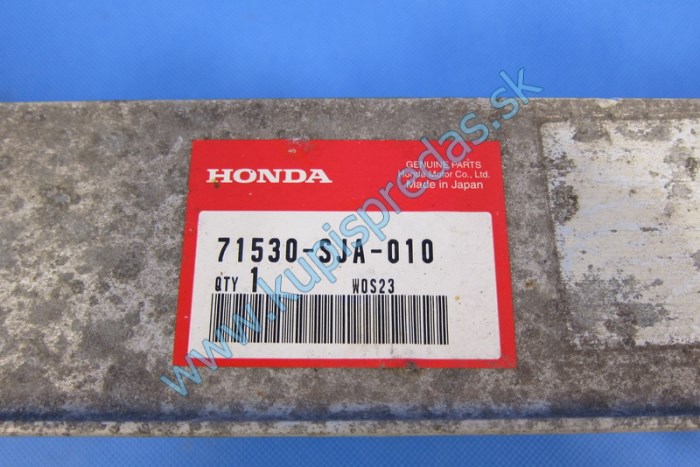 HONDA
GENUINE PARTS
Honda Motor Co., Ltd.
Made in Japan
71530-SJA-010
QTY 1 WOS23
www.kupispredas.sk